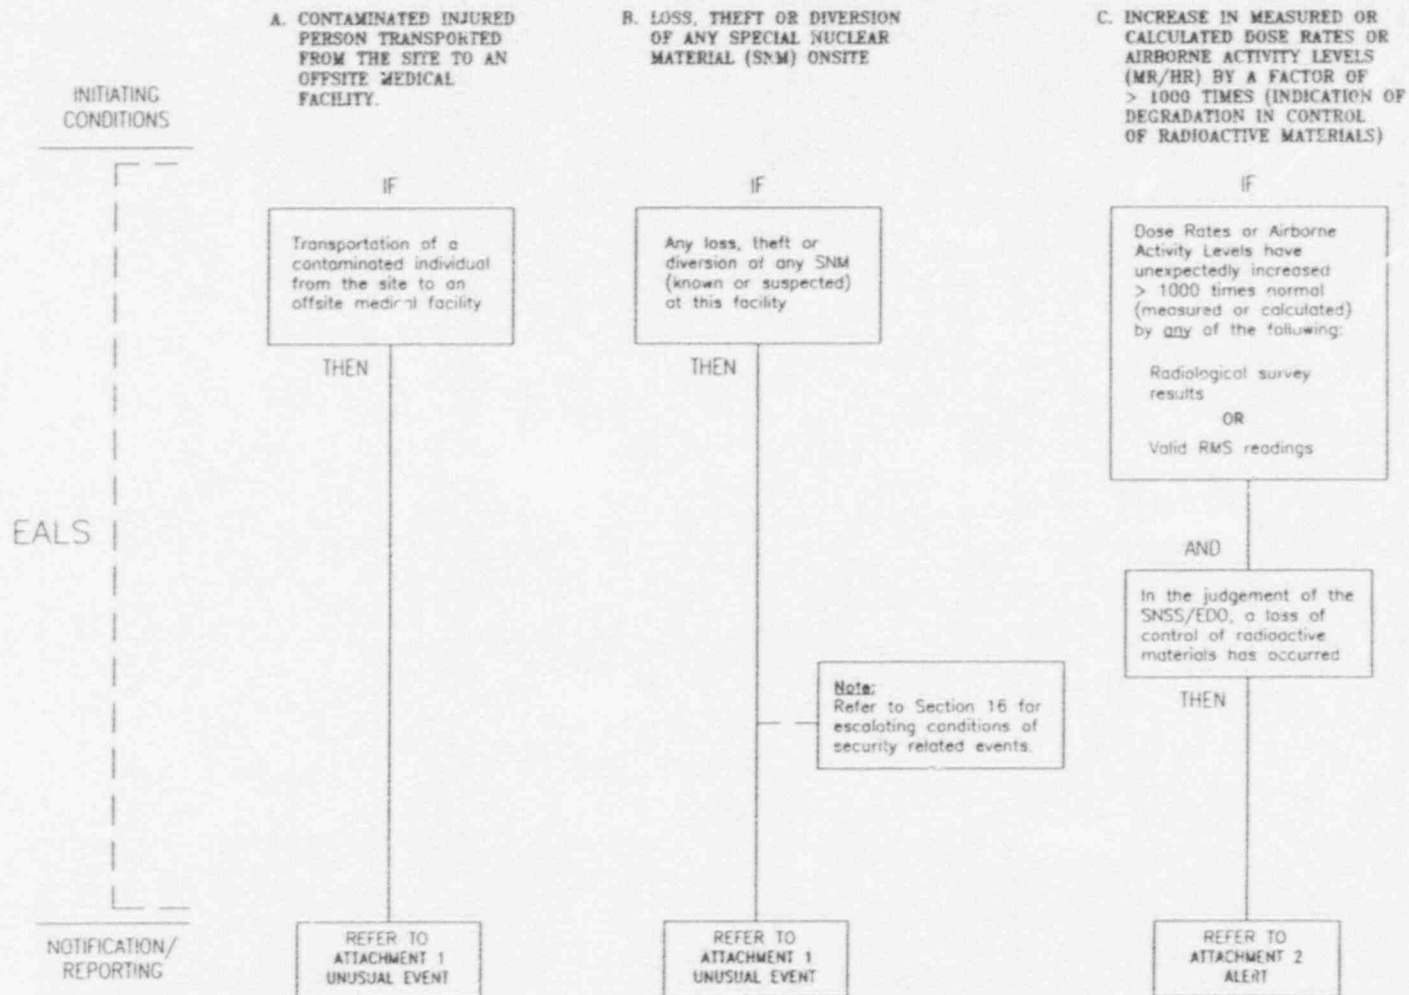 INITIATING
CONDITIONS
A. CONTAMINATED INJURED
PERSON TRANSPORTED
FROM THE SITE TO AN
OFFSITE MEDICAL
FACILITY.
B. LOSS, THEFT OR DIVERSION
OF ANY SPECIAL NUCLEAR
MATERIAL (SNM) ONSITE
C. INCREASE IN MEASURED OR
CALCULATED DOSE RATES OR
AIRBORNE ACTIVITY LEVELS
(MR/HR) BY A FACTOR OF
> 1000 TIMES (INDICATION OF
DEGRADATION IN CONTROL
OF RADIOACTIVE MATERIALS)
EALS
IF
Transportation of a
contaminated individual
from the site to an
offsite medical facility
THEN
IF
Any loss, theft or
diversion of any SNM
(known or suspected)
at this facility
THEN
Note:
Refer to Section 16 for
escalating conditions of
security related events.
IF
Dose Rates or Airborne
Activity Levels have
unexpectedly increased
> 1000 times normal
(measured or calculated)
by any of the following:
Radiological survey
results
OR
Valid RMS readings
AND
In the judgement of the
SNSS/EDO, a loss of
control of radioactive
materials has occurred
THEN
NOTIFICATION/
REPORTING
REFER TO
ATTACHMENT 1
UNUSUAL EVENT
REFER TO
ATTACHMENT 1
UNUSUAL EVENT
REFER TO
ATTACHMENT 2
ALERT